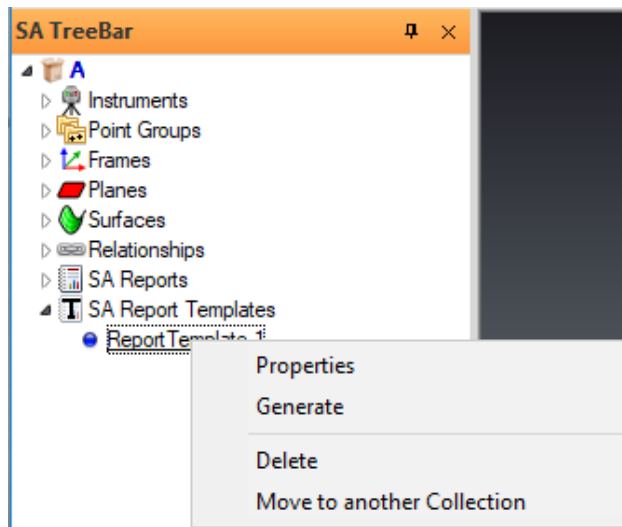 SA TreeBar
A
Instruments
Point Groups
Frames
Planes
Surfaces
Relationships
SA Reports
SA Report Templates
ReportTemplate 1
Properties
Generate
Delete
Move to another Collection